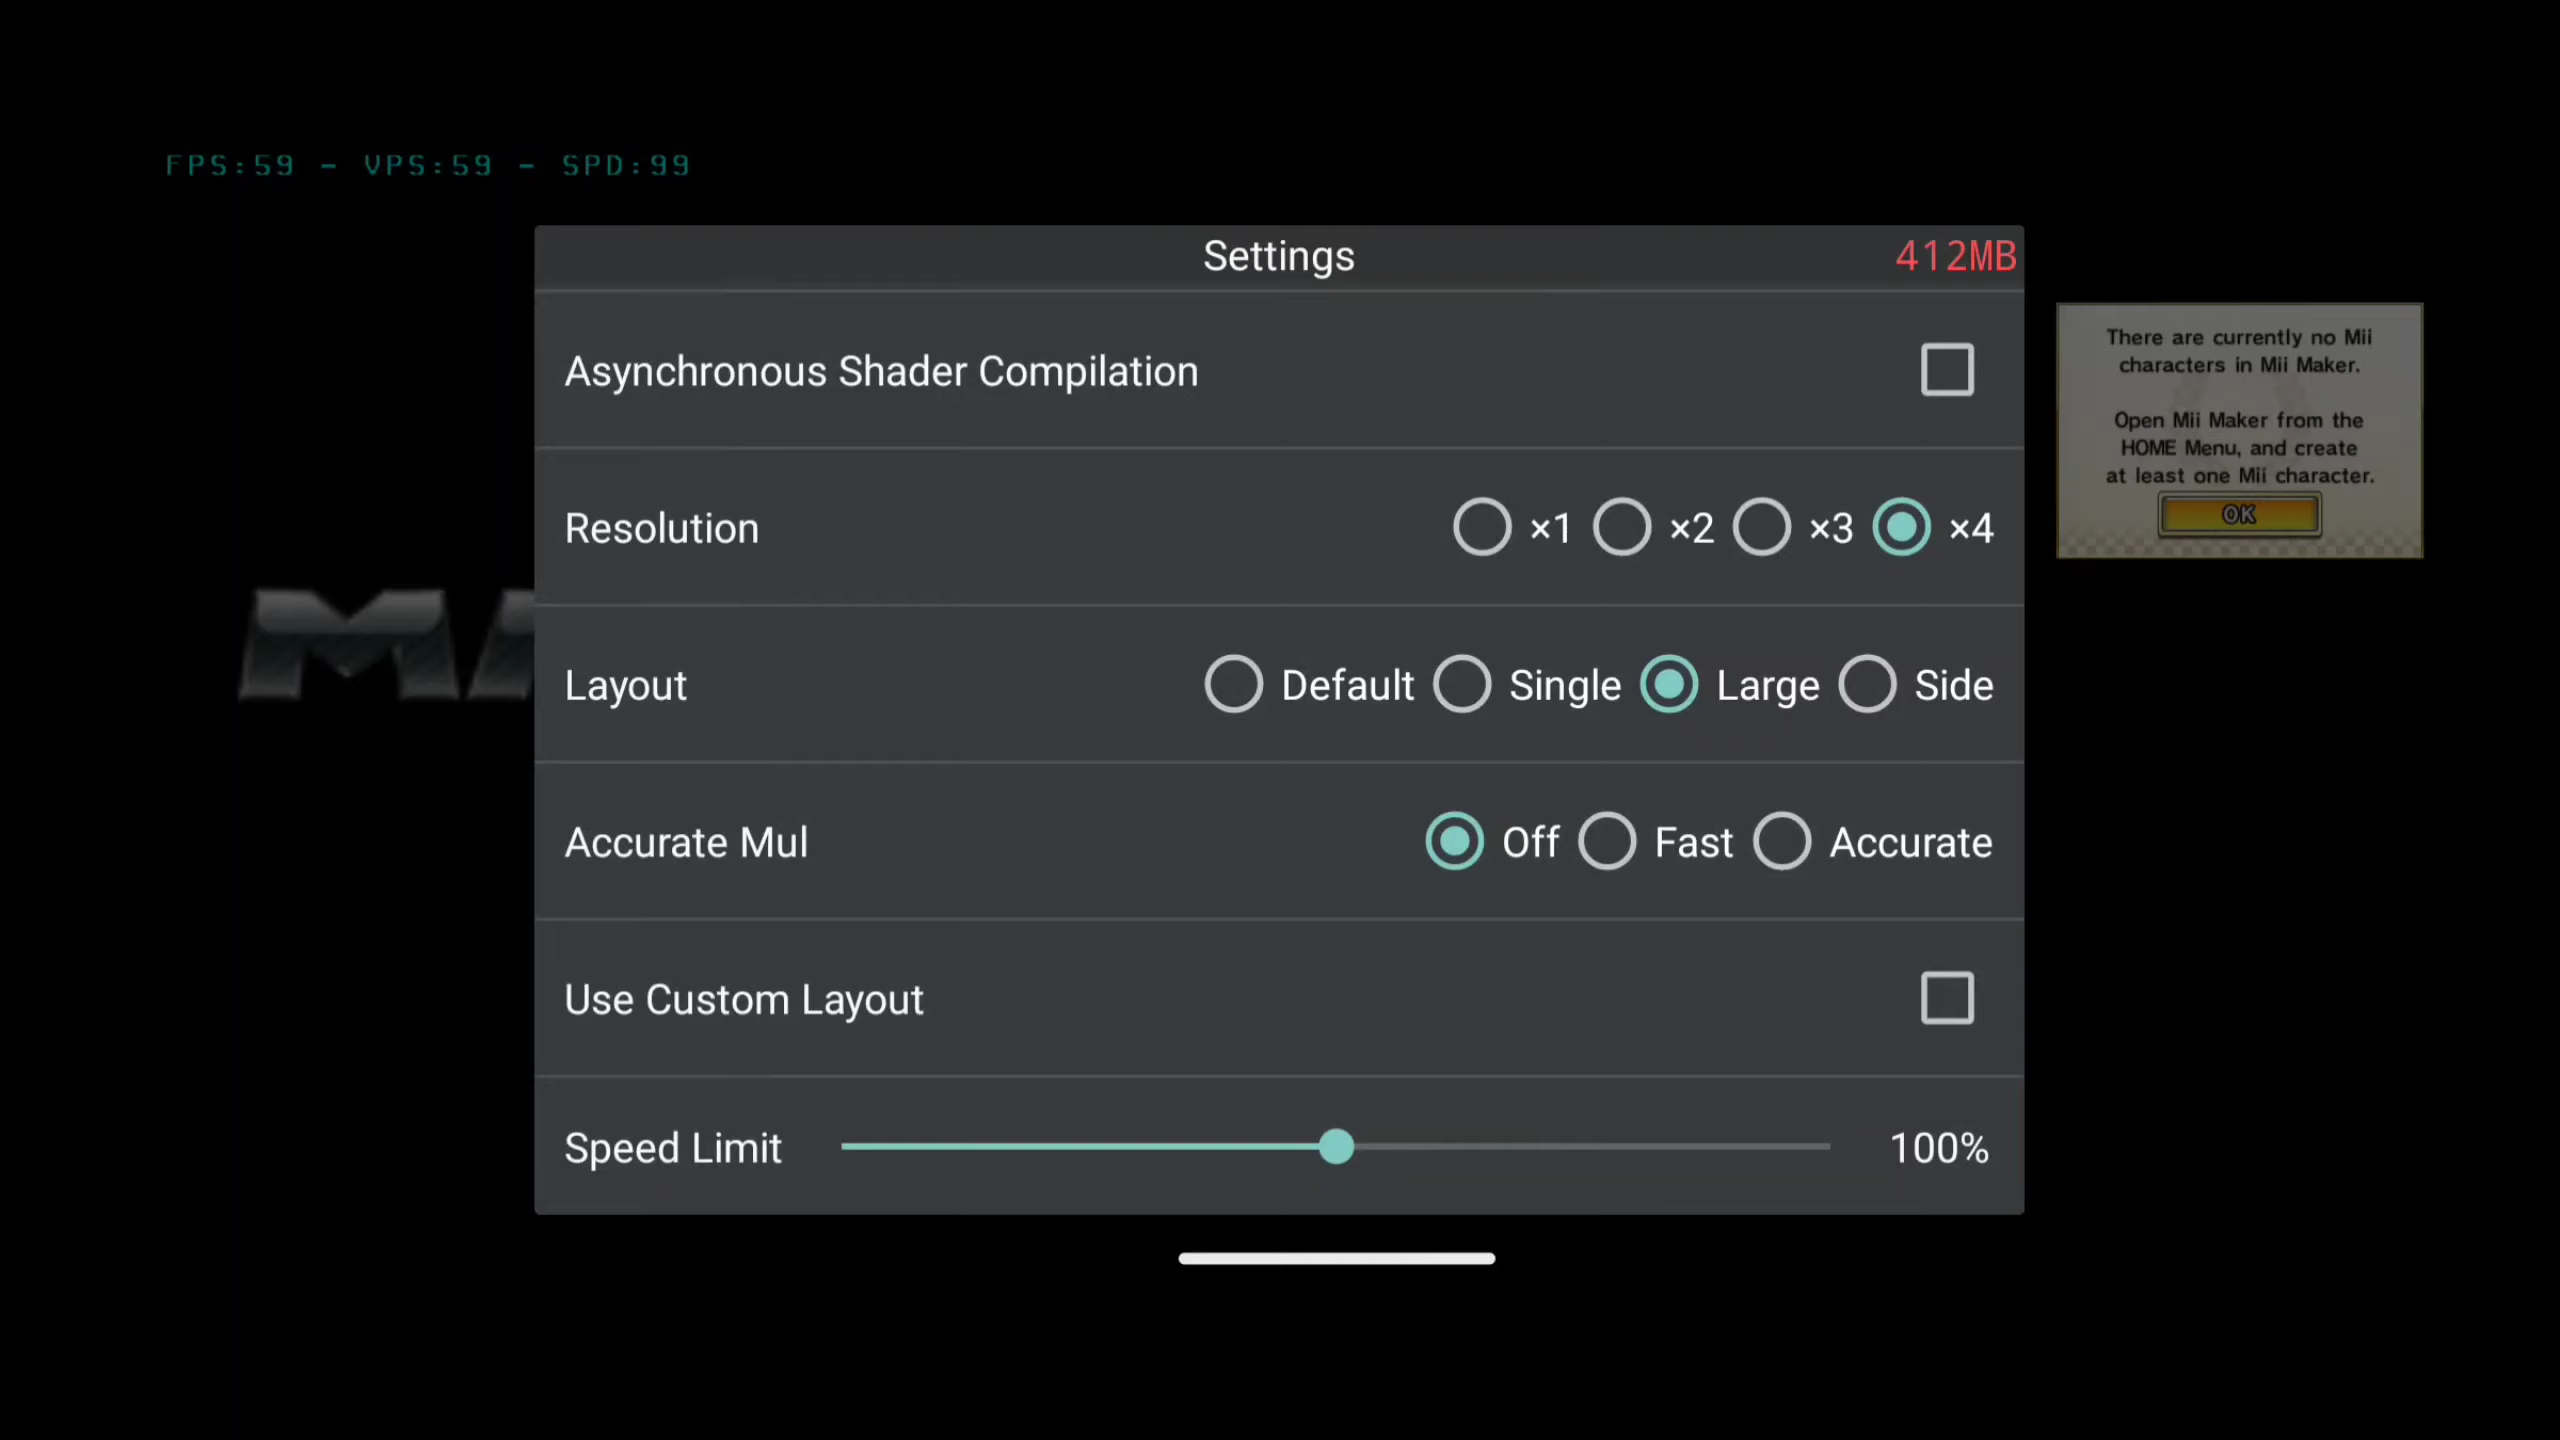 FPS:59 - VPS:59 - SPD:99
Settings
412MB
Asynchronous Shader Compilation
Resolution
×1 ×2 ×3 ×4
Layout
Default Single Large Side
Accurate Mul
Off Fast Accurate
Use Custom Layout
Speed Limit
100%
There are currently no Mii
characters in Mii Maker.
Open Mii Maker from the
HOME Menu, and create
at least one Mii character.
OK